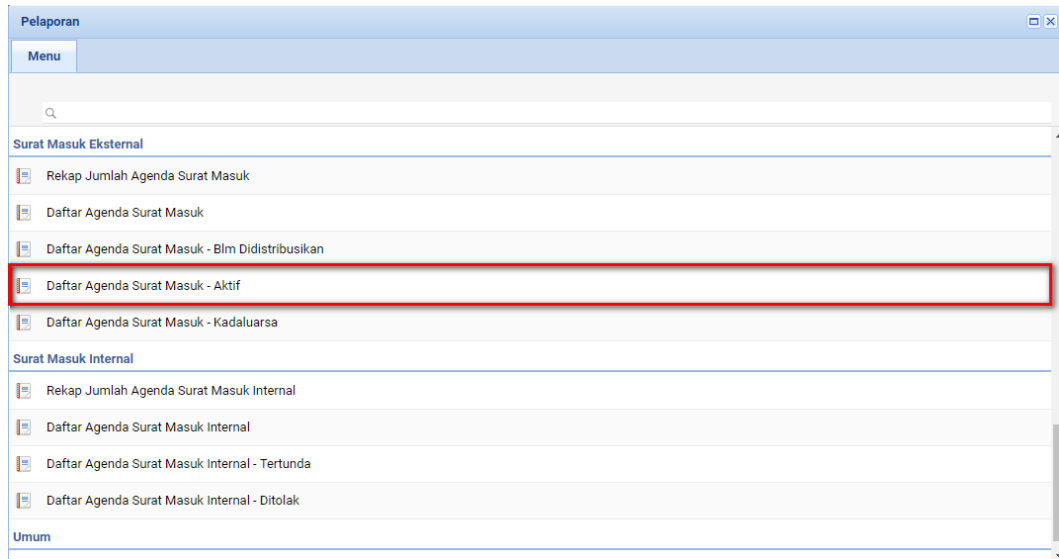 Pelaporan
Menu
Surat Masuk Eksternal
Rekap Jumlah Agenda Surat Masuk
Daftar Agenda Surat Masuk
Daftar Agenda Surat Masuk - Blm Didistribusikan
Daftar Agenda Surat Masuk - Aktif
Daftar Agenda Surat Masuk - Kadaluarsa
Surat Masuk Internal
Rekap Jumlah Agenda Surat Masuk Internal
Daftar Agenda Surat Masuk Internal
Daftar Agenda Surat Masuk Internal - Tertunda
Daftar Agenda Surat Masuk Internal - Ditolak
Umum